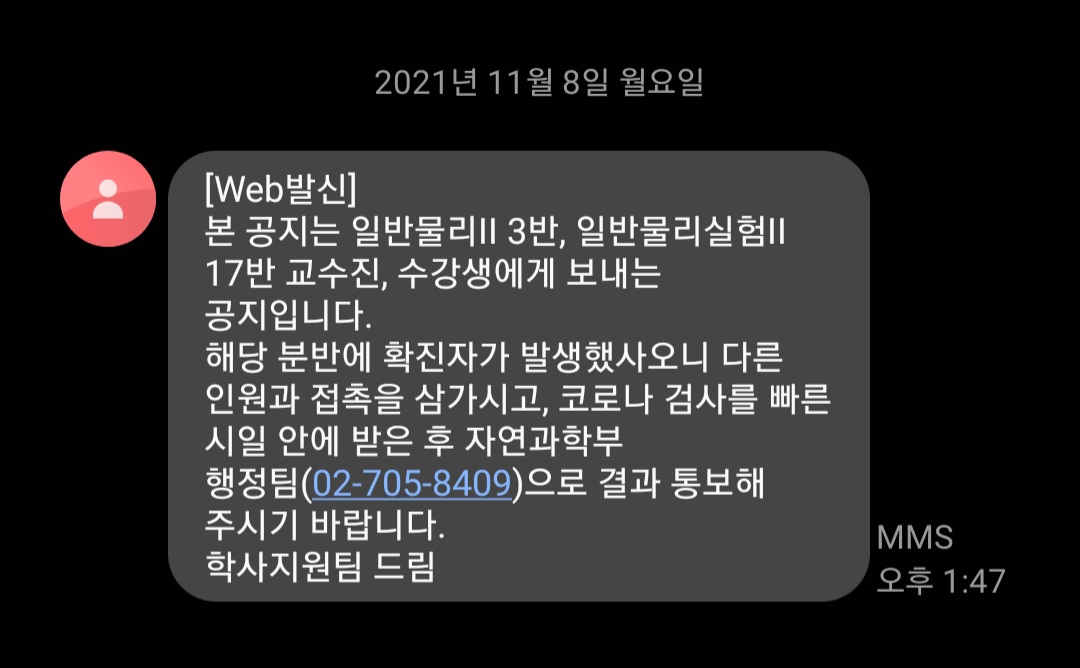 2021년 11월 8일 월요일
[Web발신]
본 공지는 일반물리II 3반, 일반물리실험II
17반 교수진, 수강생에게 보내는
공지입니다.
해당 분반에 확진자가 발생했사오니 다른
인원과 접촉을 삼가시고, 코로나 검사를 빠른
시일 안에 받은 후 자연과학부
행정팀(02-705-8409)으로 결과 통보해
주시기 바랍니다.
학사지원팀 드림
MMS
오후 1:47